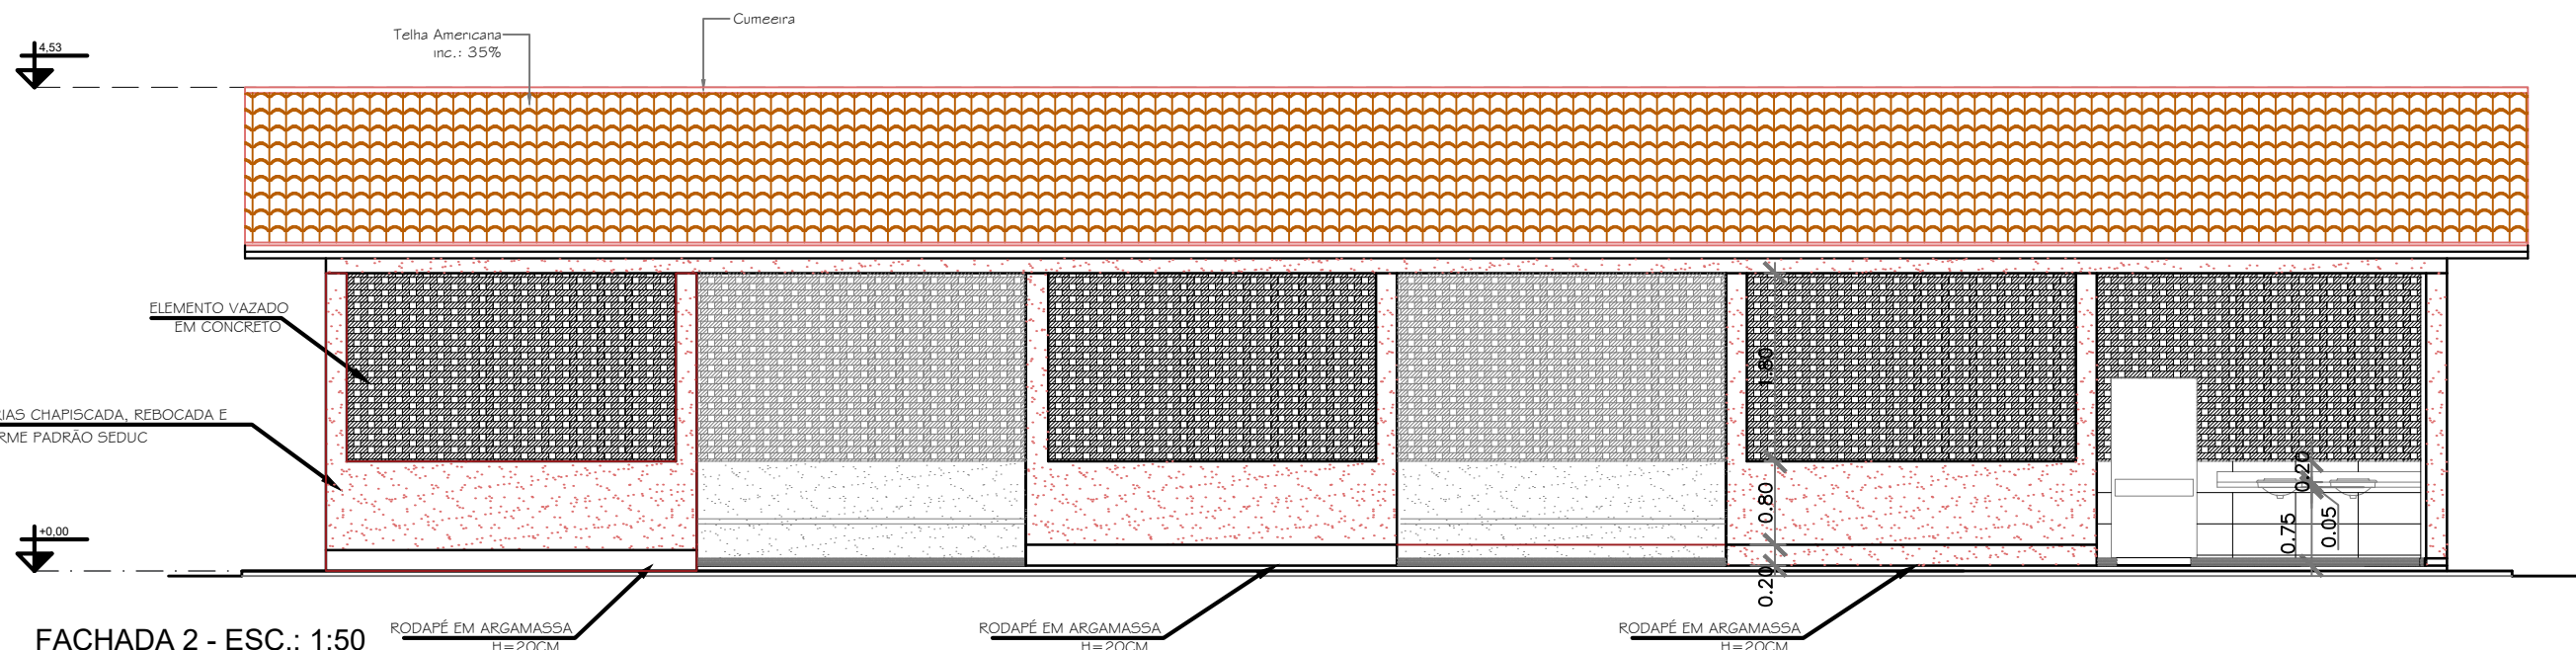 Cumeeira
Telha Americana
inc.: 35%
4,53
ELEMENTO VAZADO
EM CONCRETO
1.80
RIAS CHAPISCADA, REBOCADA E
RME PADRÃO SEDUC
0.20
0.80
0.75
0.05
+0,00
0.20
RODAPÉ EM ARGAMASSA
H=20CM
RODAPÉ EM ARGAMASSA
H=20CM
RODAPÉ EM ARGAMASSA
H=20CM
FACHADA 2 - ESC.: 1:50